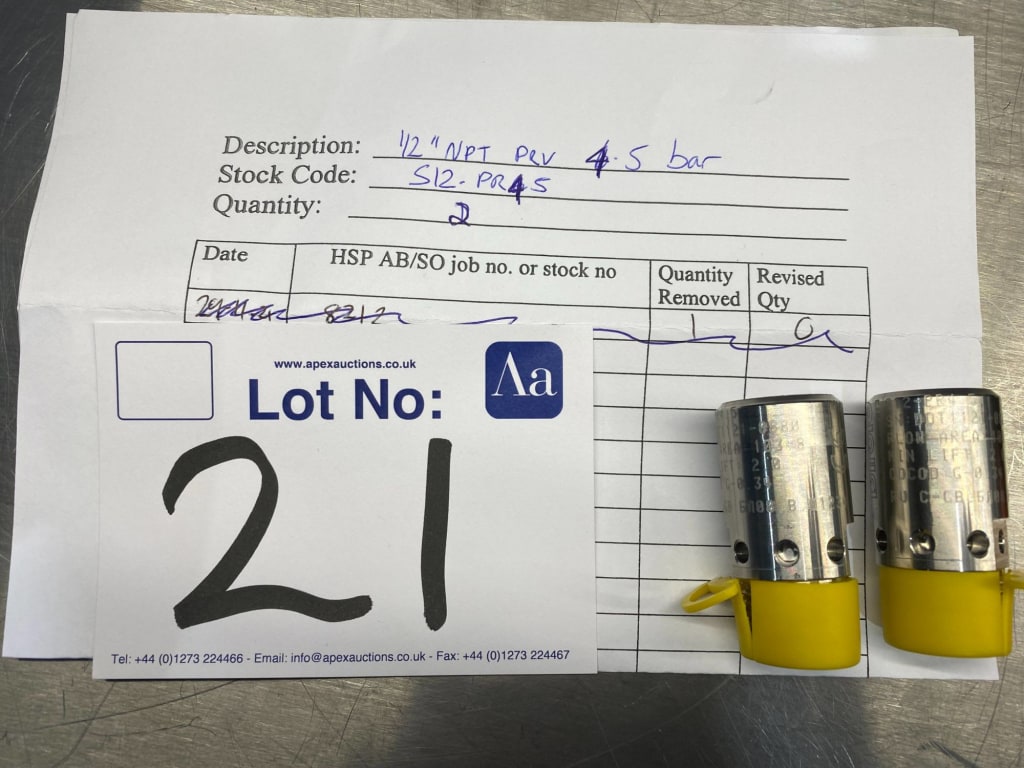 Description: 1/2" NPT PRV 4.5 bar
Stock Code: S12-PR45
Quantity: 2
Date HSP AB/SO job no. or stock no Quantity Removed Revised Qty
8212 1 0
www.apexauctions.co.uk
Aa
Lot No:
21
Tel: +44 (0)1273 224466 - Email: info@apexauctions.co.uk - Fax: +44 (0)1273 224467